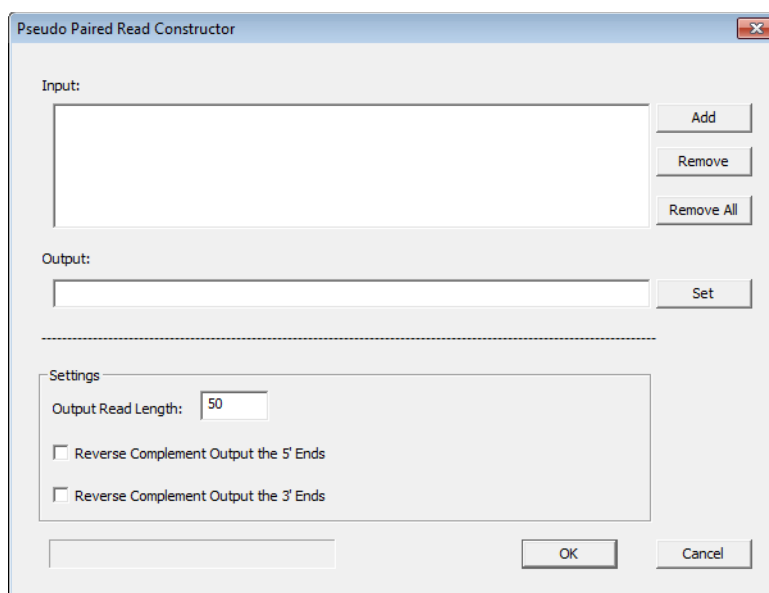 Pseudo Paired Read Constructor
Input:
Add
Remove
Remove All
Output:
Set
Settings
Output Read Length: 50
Reverse Complement Output the 5' Ends
Reverse Complement Output the 3' Ends
OK Cancel